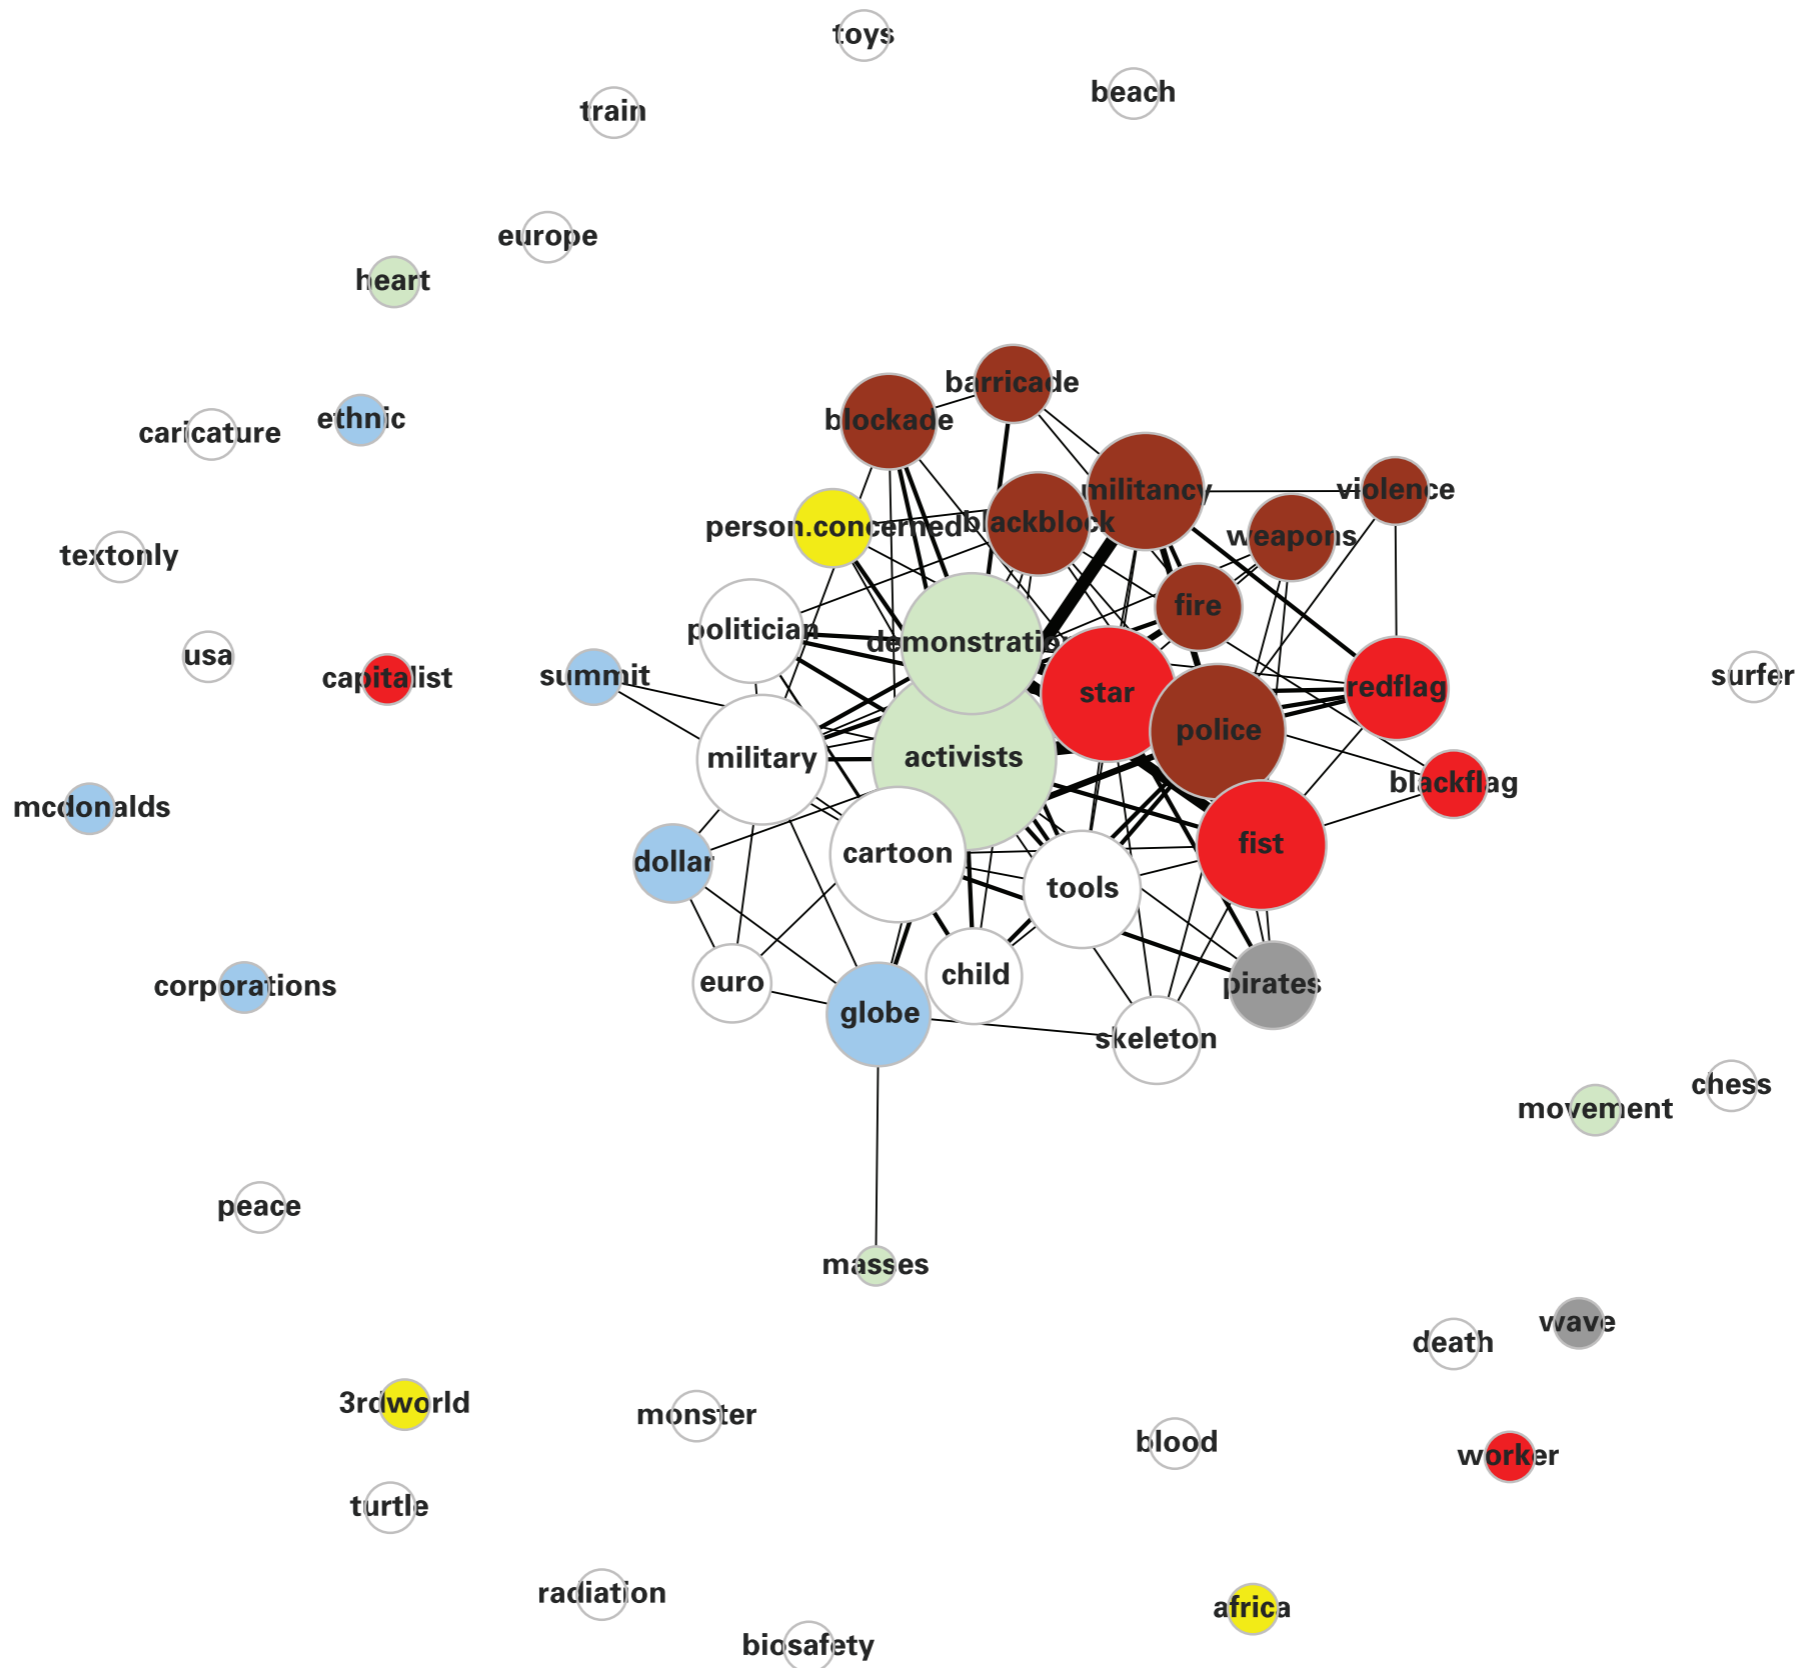 toys
beach
train
europe
heart
barricade
blockade
ethnic
caricature
militancy
violence
blackblock
person.concerned
weapons
textonly
fire
politician
demonstratio
usa
surfer
capitalist
summit
redflag
star
police
military
activists
blackflag
mcdonalds
fist
cartoon
dollar
tools
child
euro
pirates
corporations
globe
skeleton
chess
movement
peace
masses
wave
death
3rdworld
monster
blood
worker
turtle
radiation
africa
biosafety